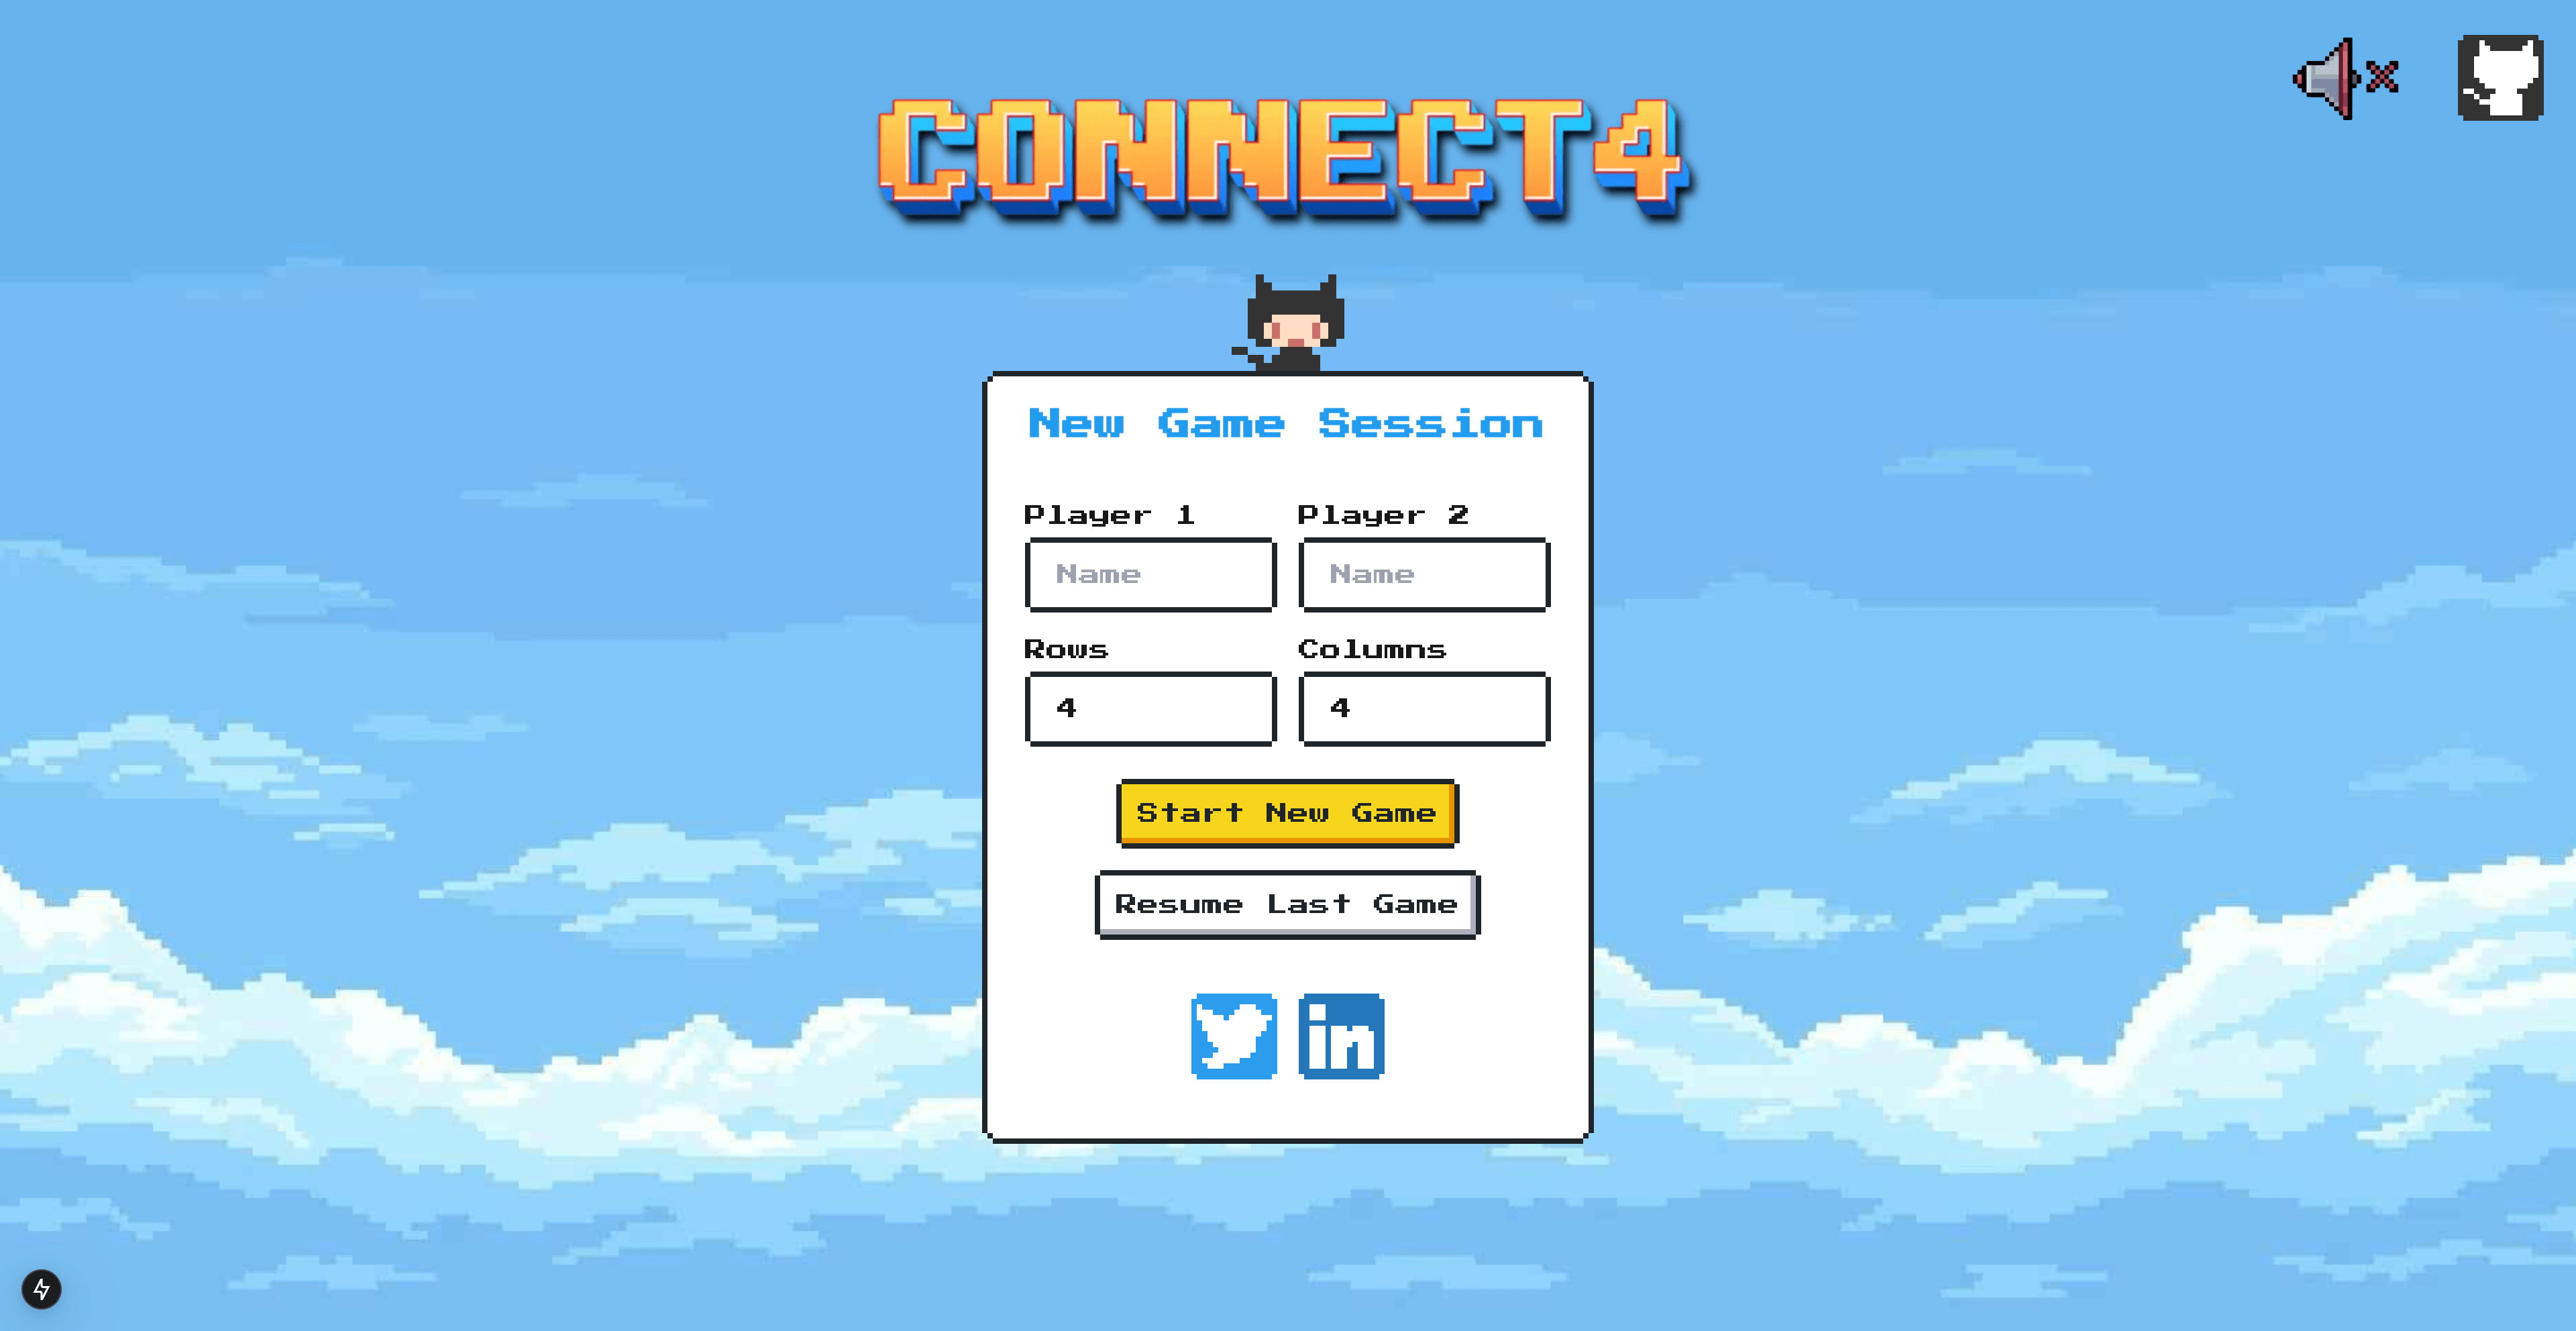 CONNECT4
New Game Session
Player 1 Player 2
Name Name
Rows Columns
4 4
Start New Game
Resume Last Game
in